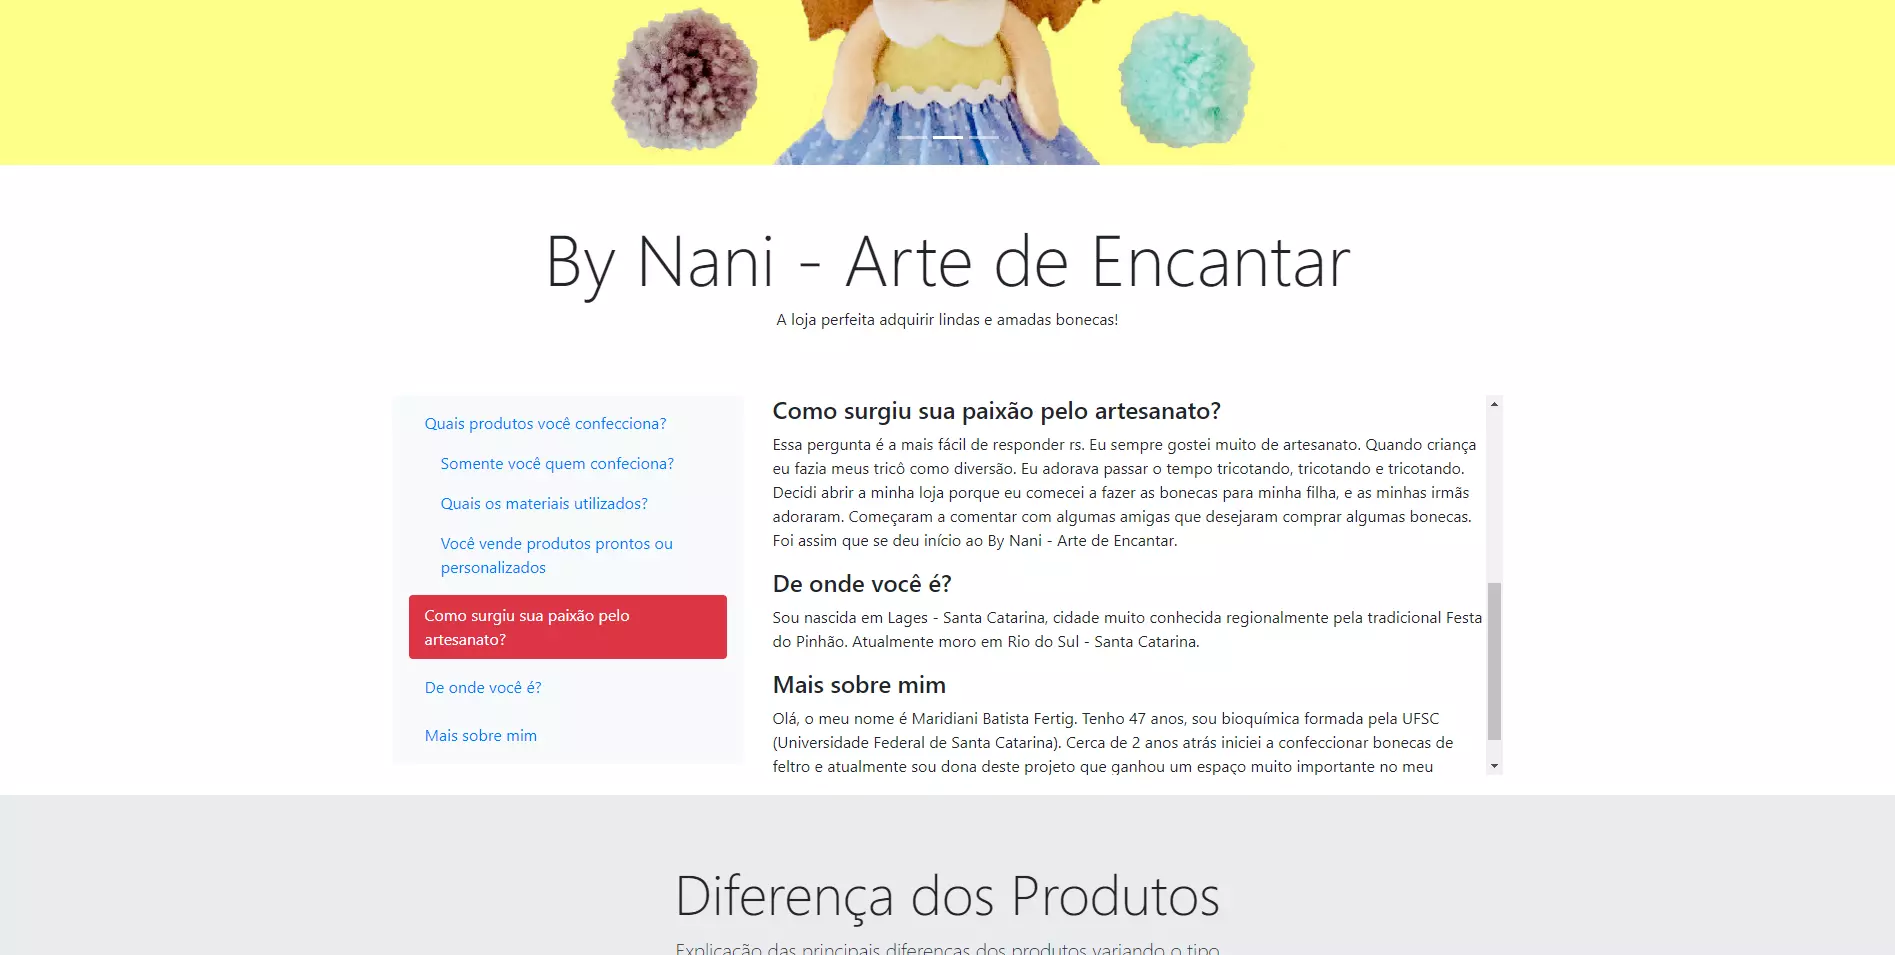 By Nani - Arte de Encantar
A loja perfeita adquirir lindas e amadas bonecas!
Quais produtos você confecciona?
Somente você quem confeciona?
Quais os materiais utilizados?
Você vende produtos prontos ou
personalizados
Como surgiu sua paixão pelo
artesanato?
De onde você é?
Mais sobre mim
Como surgiu sua paixão pelo artesanato?
Essa pergunta é a mais fácil de responder rs. Eu sempre gostei muito de artesanato. Quando criança
eu fazia meus tricô como diversão. Eu adorava passar o tempo tricotando, tricotando e tricotando.
Decidi abrir a minha loja porque eu comecei a fazer as bonecas para minha filha, e as minhas irmãs
adoraram. Começaram a comentar com algumas amigas que desejaram comprar algumas bonecas.
Foi assim que se deu início ao By Nani - Arte de Encantar.
De onde você é?
Sou nascida em Lages - Santa Catarina, cidade muito conhecida regionalmente pela tradicional Festa
do Pinhão. Atualmente moro em Rio do Sul - Santa Catarina.
Mais sobre mim
Olá, o meu nome é Maridiani Batista Fertig. Tenho 47 anos, sou bioquímica formada pela UFSC
(Universidade Federal de Santa Catarina). Cerca de 2 anos atrás iniciei a confeccionar bonecas de
feltro e atualmente sou dona deste projeto que ganhou um espaço muito importante no meu
Diferença dos Produtos
Explicação das principais diferenças dos produtos variando o tipo